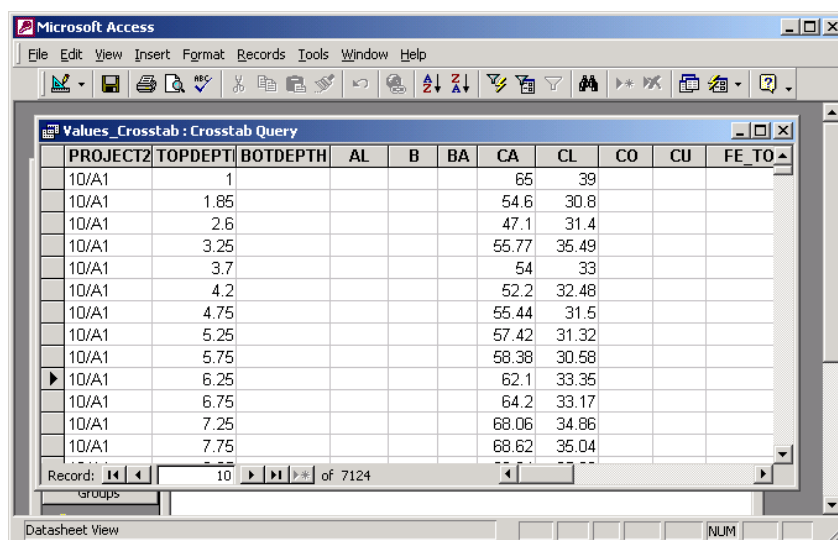 Microsoft Access
File Edit View Insert Format Records Tools Window Help
Values_Crosstab : Crosstab Query
PROJECT2 TOPDEPTI BOTDEPTH AL B BA CA CL CO CU FE_TO
10/A1 1 65 39
10/A1 1.85 54.6 30.8
10/A1 2.6 47.1 31.4
10/A1 3.25 55.77 35.49
10/A1 3.7 54 33
10/A1 4.2 52.2 32.48
10/A1 4.75 55.44 31.5
10/A1 5.25 57.42 31.32
10/A1 5.75 58.38 30.58
10/A1 6.25 62.1 33.35
10/A1 6.75 64.2 33.17
10/A1 7.25 68.06 34.86
10/A1 7.75 68.62 35.04
Record: 10 of 7124
Groups
Datasheet View NUM